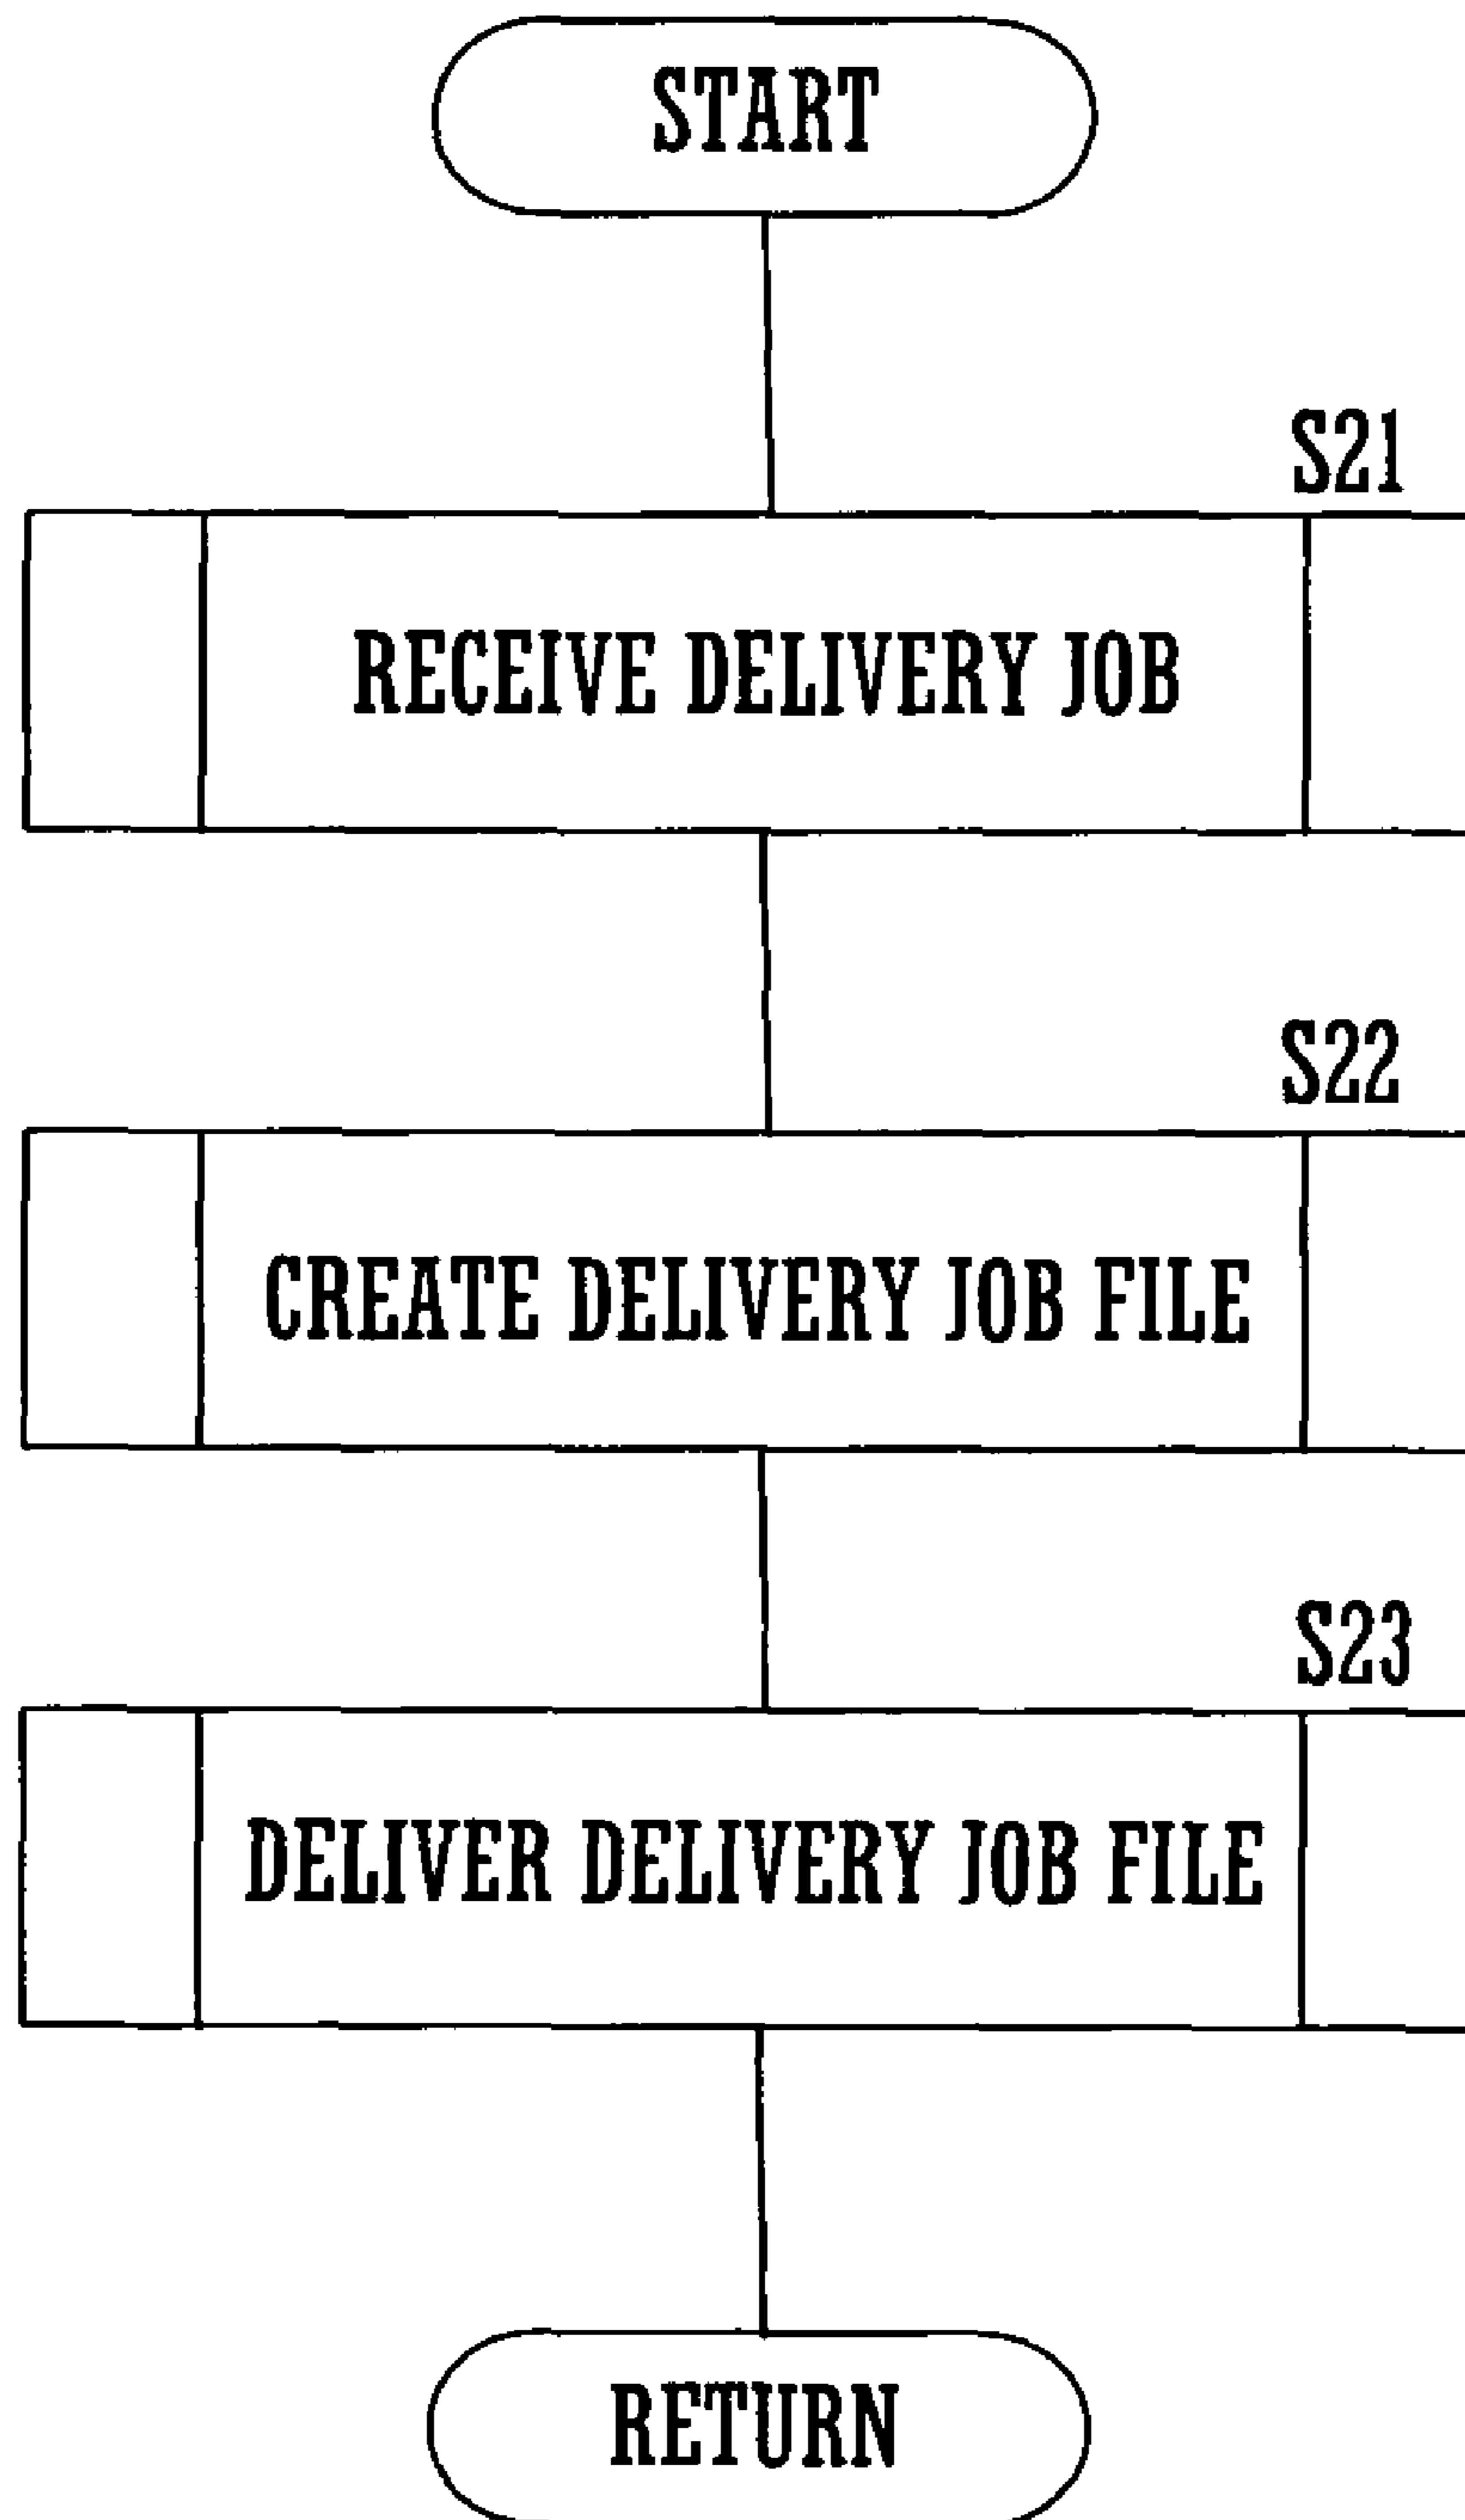 START
S21
RECEIVE DELIVERY JOB
S22
CREATE DELIVERY JOB FILE
S23
DELIVER DELIVERY JOB FILE
RETURN